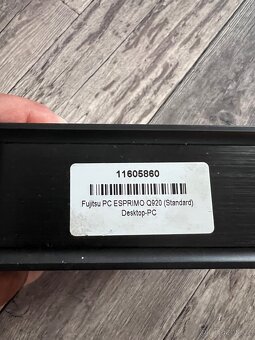 11605860
Fujitsu PC ESPRIMO Q920 (Standard)
Desktop-PC